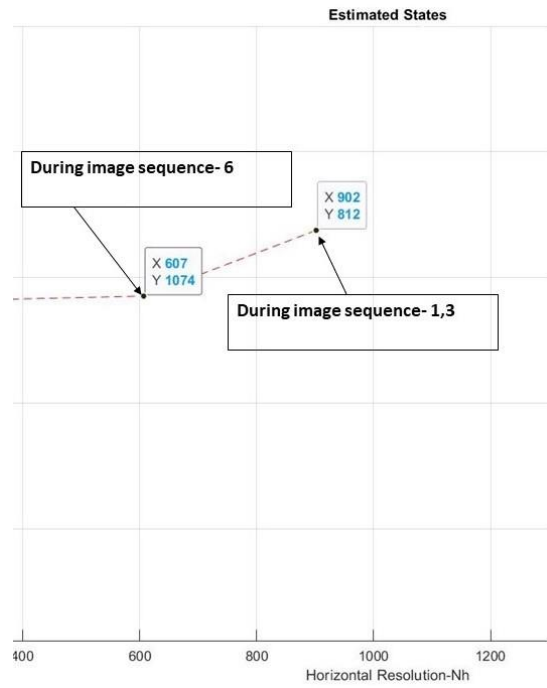 Estimated States
During image sequence- 6
X 902
Y 812
X 607
Y 1074
During image sequence- 1,3
400
600
800
1000
1200
Horizontal Resolution-Nh